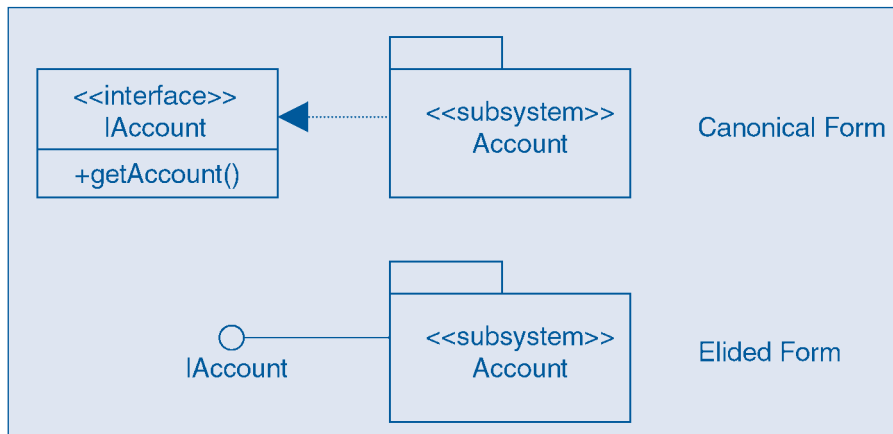 <<interface>>
IAccount
+getAccount()
<<subsystem>>
Account
Canonical Form
IAccount
<<subsystem>>
Account
Elided Form